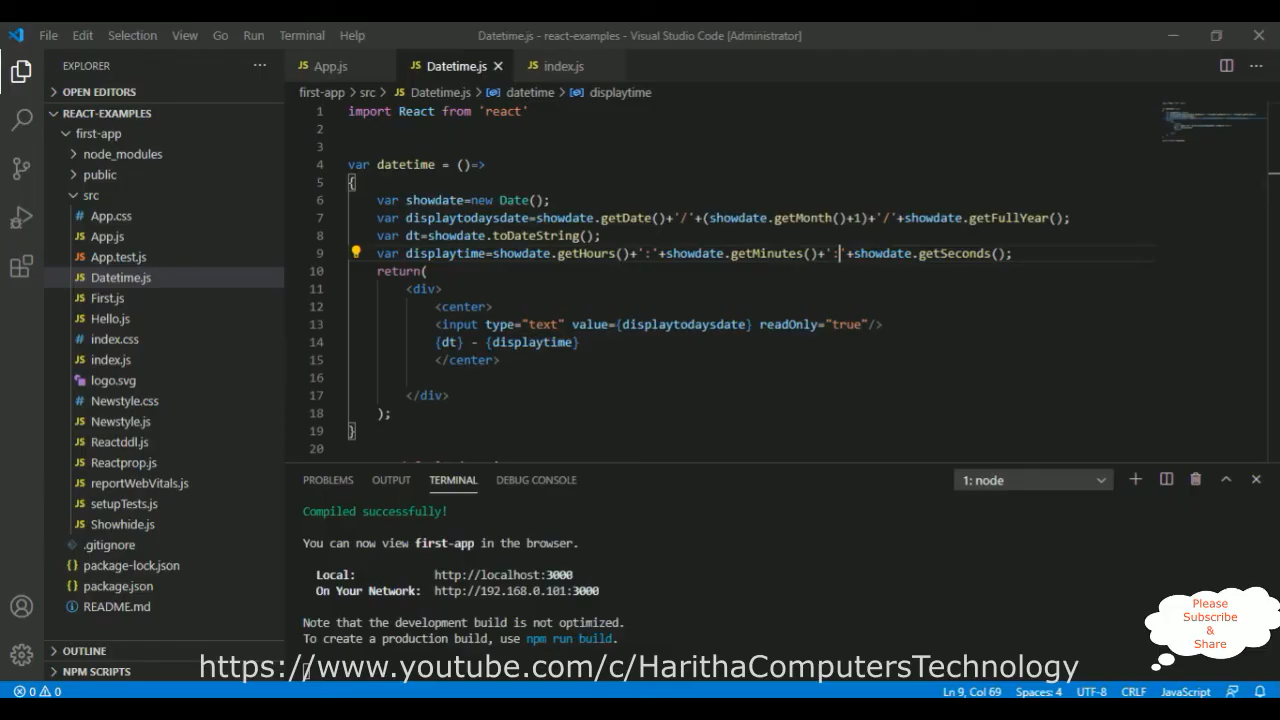 File Edit Selection View Go Run Terminal Help Datetime.js - react-examples - Visual Studio Code [Administrator]
EXPLORER
OPEN EDITORS
REACT-EXAMPLES
first-app
node_modules
public
src
App.css
App.js
App.test.js
Datetime.js
First.js
Hello.js
index.css
index.js
logo.svg
Newstyle.css
Newstyle.js
Reactddl.js
Reactprop.js
reportWebVitals.js
setupTests.js
Showhide.js
.gitignore
package-lock.json
package.json
README.md
OUTLINE
NPM SCRIPTS
App.js Datetime.js index.js
first-app > src > JS Datetime.js > datetime > displaytime
1 import React from 'react'
2
3
4 var datetime = ()=>
5 {
6 var showdate=new Date();
7 var displaytodaysdate=showdate.getDate()+'/'+(showdate.getMonth()+1)+'/'+showdate.getFullYear();
8 var dt=showdate.toDateString();
9 var displaytime=showdate.getHours()+':'+showdate.getMinutes()+':'+showdate.getSeconds();
10 return(
11 <div>
12 <center>
13 <input type="text" value={displaytodaysdate} readOnly="true"/>
14 {dt} - {displaytime}
15 </center>
16
17 </div>
18 );
19 }
20
PROBLEMS OUTPUT TERMINAL DEBUG CONSOLE 1: node
Compiled successfully!
You can now view first-app in the browser.
Local: http://localhost:3000
On Your Network: http://192.168.0.101:3000
Note that the development build is not optimized.
To create a production build, use npm run build.
Please
Subscribe
&
Share
https://www.youtube.com/c/HarithaComputersTechnology
0 0 Ln 9, Col 69 Spaces: 4 UTF-8 CRLF JavaScript